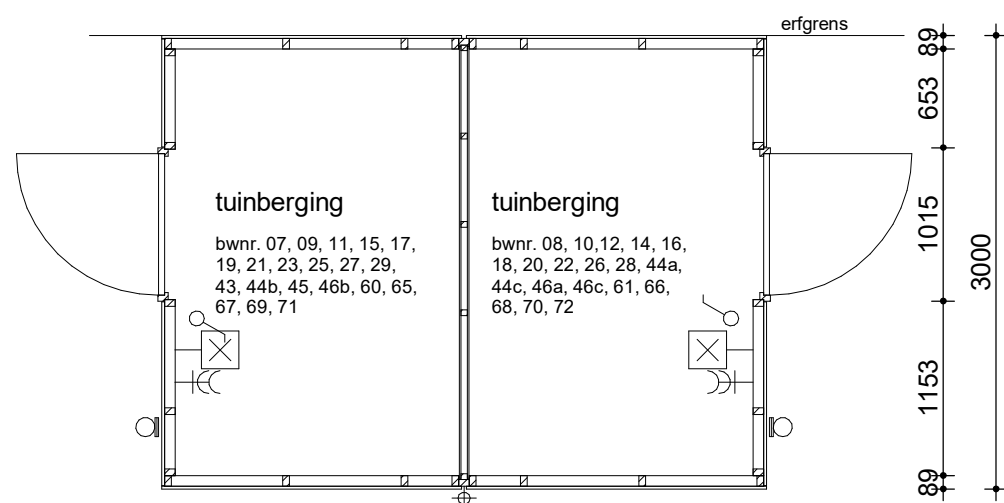 erfgrens
tuinberging
bwnr. 07, 09, 11, 15, 17,
19, 21, 23, 25, 27, 29,
43, 44b, 45, 46b, 60, 65,
67, 69, 71
tuinberging
bwnr. 08, 10,12, 14, 16,
18, 20, 22, 26, 28, 44a,
44c, 46a, 46c, 61, 66,
68, 70, 72
89
653
1015
1153
89
3000